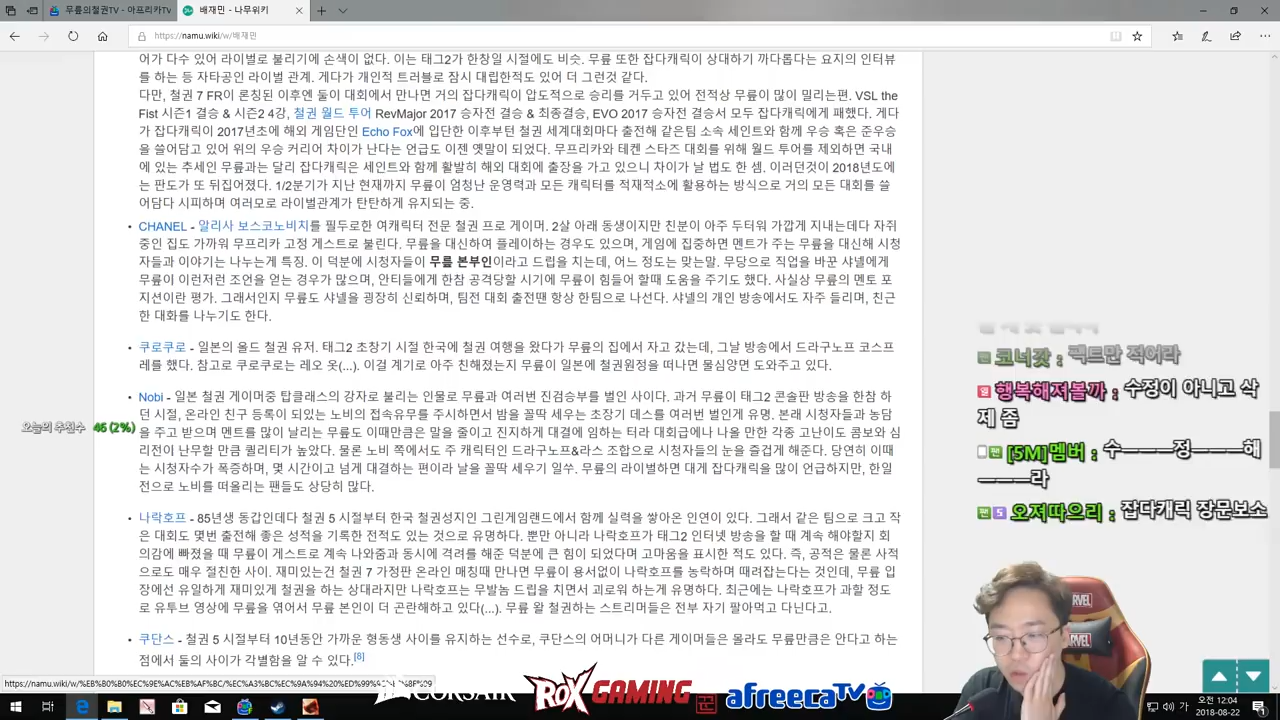 무릎의철권TV - 아프리카TV
배재민 - 나무위키
https://namu.wiki/w/배재민
어가 다수 있어 라이벌로 불리기에 손색이 없다. 이는 태그2가 한창일 시절에도 비슷. 무릎 또한 잡다캐릭이 상대하기 까다롭다는 요지의 인터뷰
를 하는 등 자타공인 라이벌 관계. 게다가 개인적 트러블로 잠시 대립한적도 있어 더 그런것 같다.
다만, 철권 7 FR이 론칭된 이후엔 둘이 대회에서 만나면 거의 잡다캐릭이 압도적으로 승리를 거두고 있어 전적상 무릎이 많이 밀리는편. VSL the
Fist 시즌1 결승 & 시즌2 4강, 철권 월드 투어 RevMajor 2017 승자전 결승 & 최종결승, EVO 2017 승자전 결승서 모두 잡다캐릭에게 패했다. 게다
가 잡다캐릭이 2017년초에 해외 게임단인 Echo Fox에 입단한 이후부턴 철권 세계대회마다 출전해 같은팀 소속 세인트와 함께 우승 혹은 준우승
을 쓸어담고 있어 위의 우승 커리어 차이가 난다는 언급도 이젠 옛말이 되었다. 무프리카와 테켄 스타즈 대회를 위해 월드 투어를 제외하면 국내
에 있는 추세인 무릎과는 달리 잡다캐릭은 세인트와 함께 활발히 해외 대회에 출장을 가고 있으니 차이가 날 법도 한 셈. 이러던것이 2018년도에
는 판도가 또 뒤집어졌다. 1/2분기가 지난 현재까지 무릎이 엄청난 운영력과 모든 캐릭터를 적재적소에 활용하는 방식으로 거의 모든 대회를 쓸
어담다 시피하며 여러모로 라이벌관계가 탄탄하게 유지되는 중.
• CHANEL - 알리사 보스코노비치를 필두로한 여캐릭터 전문 철권 프로 게이머. 2살 아래 동생이지만 친분이 아주 두터워 가깝게 지내는데다 자취
중인 집도 가까워 무프리카 고정 게스트로 불린다. 무릎을 대신하여 플레이하는 경우도 있으며, 게임에 집중하면 멘트가 주는 무릎을 대신해 시청
자들과 이야기는 나누는게 특징. 이 덕분에 시청자들이 무릎 본부인이라고 드립을 치는데, 어느 정도는 맞는말. 무당으로 직업을 바꾼 샤넬에게
무릎이 이런저런 조언을 얻는 경우가 많으며, 안티들에게 한참 공격당할 시기에 무릎이 힘들어 할때 도움을 주기도 했다. 사실상 무릎의 멘토 포
지션이란 평가. 그래서인지 무릎도 샤넬을 굉장히 신뢰하며, 팀전 대회 출전땐 항상 한팀으로 나선다. 샤넬의 개인 방송에서도 자주 들리며, 친근
한 대화를 나누기도 한다.
• 쿠로쿠로 - 일본의 올드 철권 유저. 태그2 초창기 시절 한국에 철권 여행을 왔다가 무릎의 집에서 자고 갔는데, 그날 방송에서 드라구노프 코스프
레를 했다. 참고로 쿠로쿠로는 레오 옷(...). 이걸 계기로 아주 친해졌는지 무릎이 일본에 철권원정을 떠나면 물심양면 도와주고 있다.
• Nobi - 일본 철권 게이머중 탑클래스의 강자로 불리는 인물로 무릎과 여러번 진검승부를 벌인 사이다. 과거 무릎이 태그2 콘솔판 방송을 한참 하
던 시절, 온라인 친구 등록이 되있는 노비의 접속유무를 주시하면서 밤을 꼴딱 세우는 초장기 데스를 여러번 벌인게 유명. 본래 시청자들과 농담
을 주고 받으며 멘트를 많이 날리는 무릎도 이때만큼은 말을 줄이고 진지하게 대결에 임하는 터라 대회급에나 나올 만한 각종 고난이도 콤보와 심
리전이 난무할 만큼 퀄리티가 높았다. 물론 노비 쪽에서도 주 캐릭터인 드라구노프&라스 조합으로 시청자들의 눈을 즐겁게 해준다. 당연히 이때
는 시청자수가 폭증하며, 몇 시간이고 넘게 대결하는 편이라 날을 꼴딱 세우기 일쑤. 무릎의 라이벌하면 대게 잡다캐릭을 많이 언급하지만, 한일
전으로 노비를 떠올리는 팬들도 상당히 많다.
• 나락호프 - 85년생 동갑인데다 철권 5 시절부터 한국 철권성지인 그린게임랜드에서 함께 실력을 쌓아온 인연이 있다. 그래서 같은 팀으로 크고 작
은 대회도 몇번 출전해 좋은 성적을 기록한 전적도 있는 것으로 유명하다. 뿐만 아니라 나락호프가 태그2 인터넷 방송을 할 때 계속 해야할지 회
의감에 빠졌을 때 무릎이 게스트로 계속 나와줌과 동시에 격려를 해준 덕분에 큰 힘이 되었다며 고마움을 표시한 적도 있다. 즉, 공적은 물론 사적
으로도 매우 절친한 사이. 재미있는건 철권 7 가정판 온라인 매칭때 만나면 무릎이 용서없이 나락호프를 농락하며 때려잡는다는 것인데, 무릎 입
장에선 유일하게 재미있게 철권을 하는 상대라지만 나락호프는 무발놈 드립을 치면서 괴로워 하는게 유명하다. 최근에는 나락호프가 과할 정도
로 유투브 영상에 무릎을 엮어서 무릎 본인이 더 곤란해하고 있다(...). 무릎 왈 철권하는 스트리머들은 전부 자기 팔아먹고 다닌다고.
• 쿠단스 - 철권 5 시절부터 10년동안 가까운 형동생 사이를 유지하는 선수로, 쿠단스의 어머니가 다른 게이머들은 몰라도 무릎만큼은 안다고 하는
점에서 둘의 사이가 각별함을 알 수 있다.[8]
오늘의 추천수 46 (2%)
코너갓 : 팩트만 적어라
열 행복해저볼까 : 수정이 아니고 삭
제 좀
팬 [5M]멤버 : 수ㅡㅡㅡ정ㅡㅡㅡ해
ㅡㅡㅡ라
팬 5 오져따으리 : 잡다캐릭 장문보소
MARVEL
MARVEL
CORSAIR
ROX GAMING
afreecaTV
오전 12:04
2018-08-22